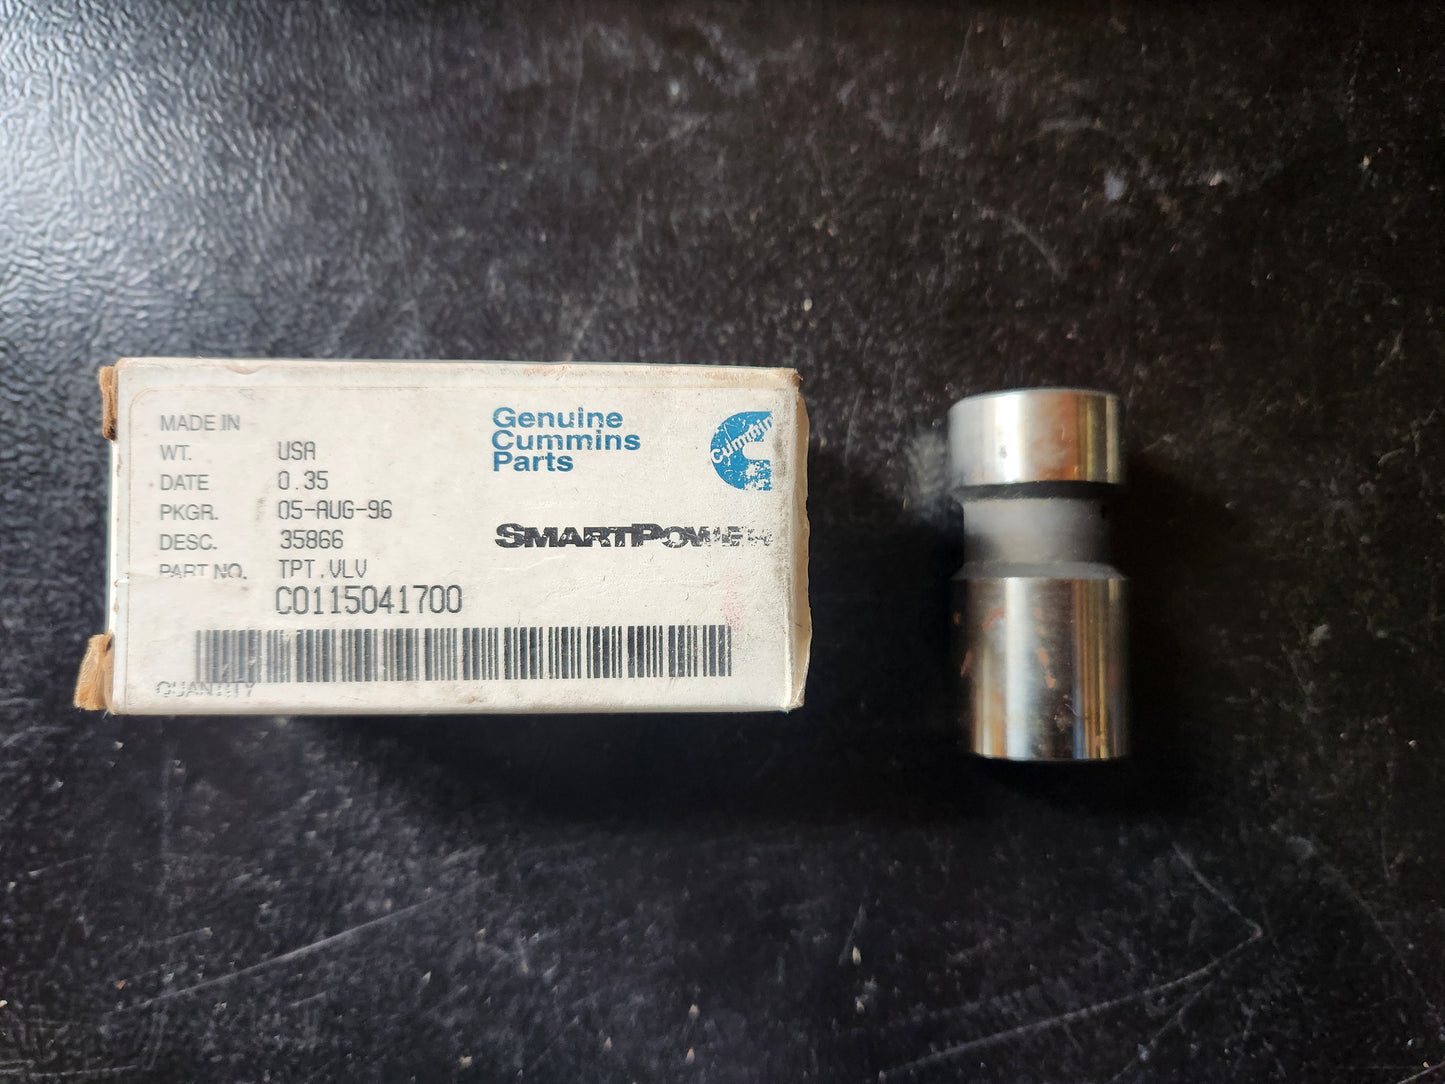 MADE IN
WT. USA
DATE 0.35
PKGR. 05-AUG-96
DESC. 35866
PART NO. TPT.VLV
C0115041700
QUANTITY
Genuine
Cummins
Parts
Cummins
SMARTPOWER